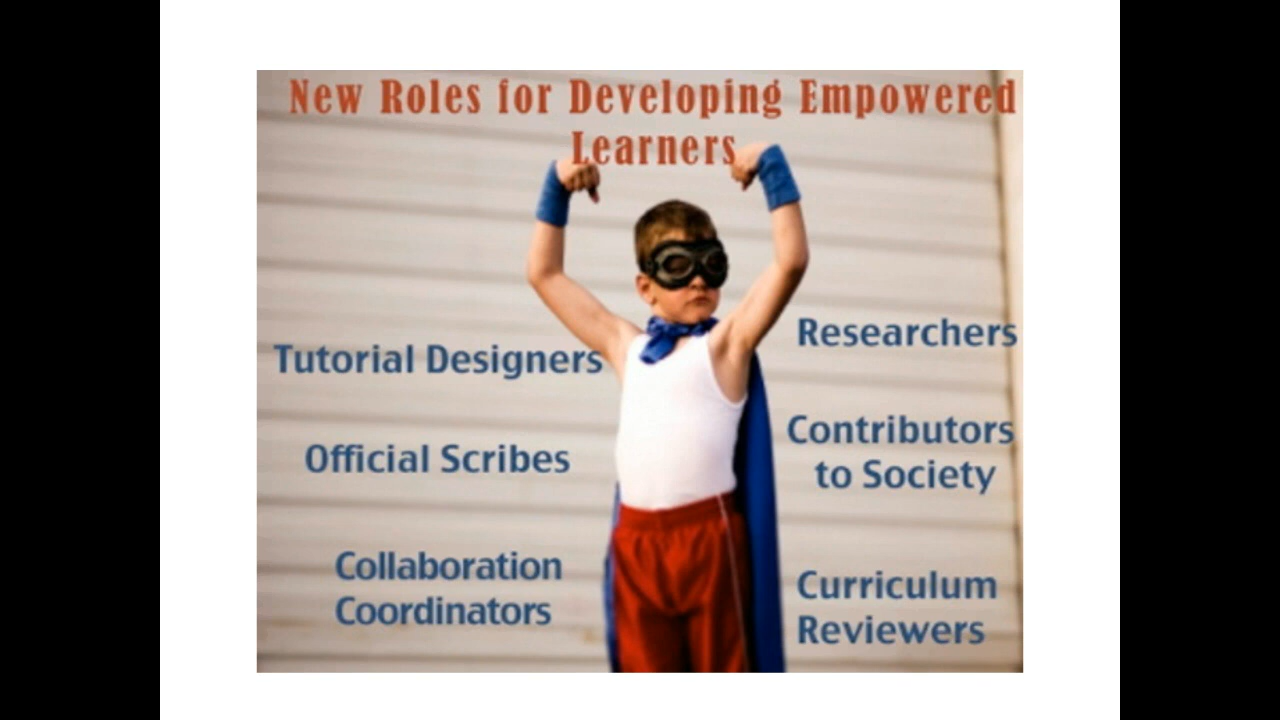 New Roles for Developing Empowered
Learners
Tutorial Designers
Official Scribes
Collaboration
Coordinators
Researchers
Contributors
to Society
Curriculum
Reviewers